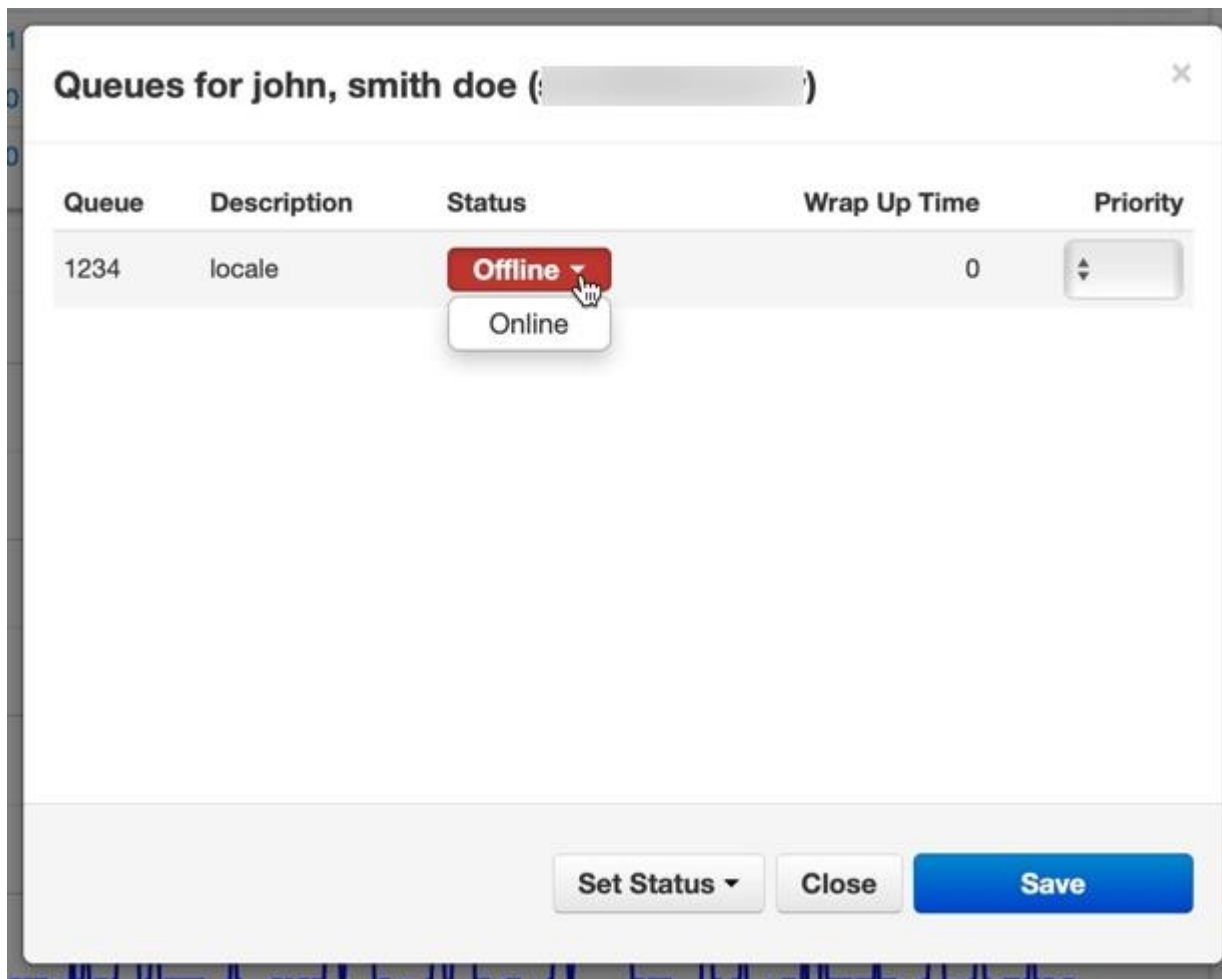 Queues for john, smith doe ( )
×
Queue Description Status Wrap Up Time Priority
1234 locale Offline 0
Online
Set Status Close Save